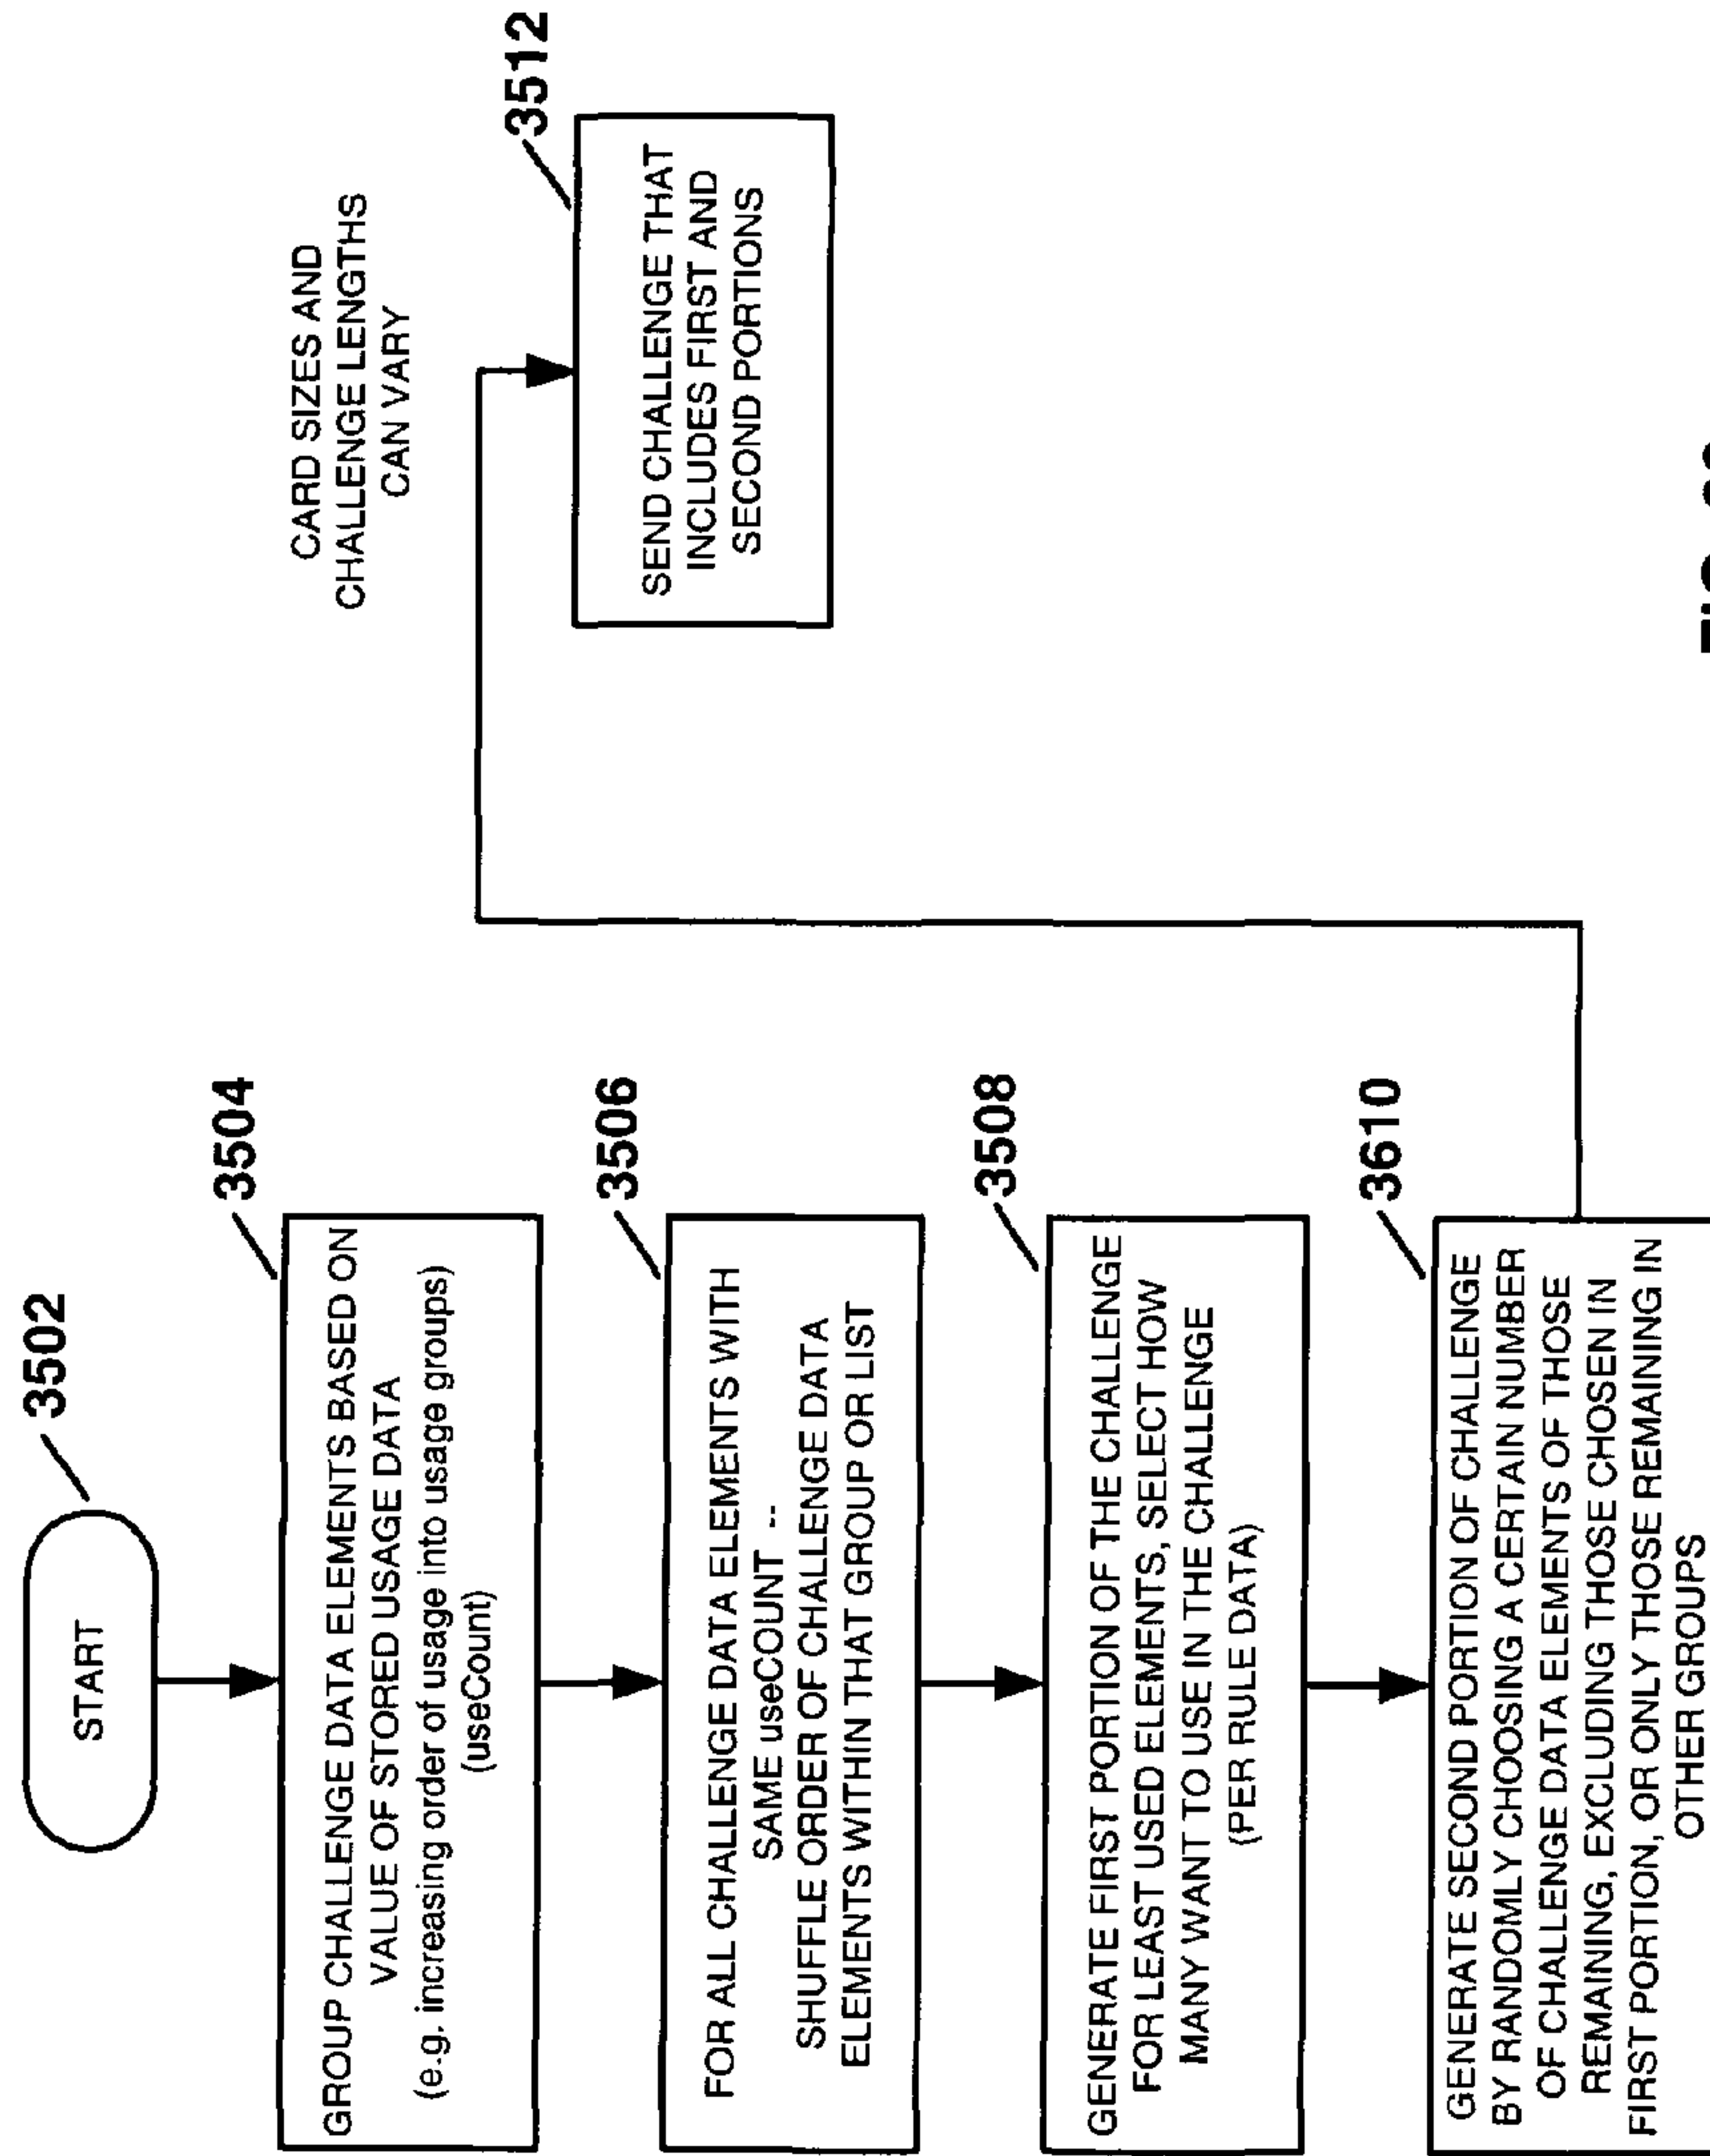 3502
START
3504
GROUP CHALLENGE DATA ELEMENTS BASED ON
VALUE OF STORED USAGE DATA
(e.g. increasing order of usage into usage groups)
(useCount)
3506
FOR ALL CHALLENGE DATA ELEMENTS WITH
SAME useCOUNT --
SHUFFLE ORDER OF CHALLENGE DATA
ELEMENTS WITHIN THAT GROUP OR LIST
3508
GENERATE FIRST PORTION OF THE CHALLENGE
FOR LEAST USED ELEMENTS, SELECT HOW
MANY WANT TO USE IN THE CHALLENGE
(PER RULE DATA)
3610
GENERATE SECOND PORTION OF CHALLENGE
BY RANDOMLY CHOOSING A CERTAIN NUMBER
OF CHALLENGE DATA ELEMENTS OF THOSE
REMAINING, EXCLUDING THOSE CHOSEN IN
FIRST PORTION, OR ONLY THOSE REMAINING IN
OTHER GROUPS
CARD SIZES AND
CHALLENGE LENGTHS
CAN VARY
3512
SEND CHALLENGE THAT
INCLUDES FIRST AND
SECOND PORTIONS